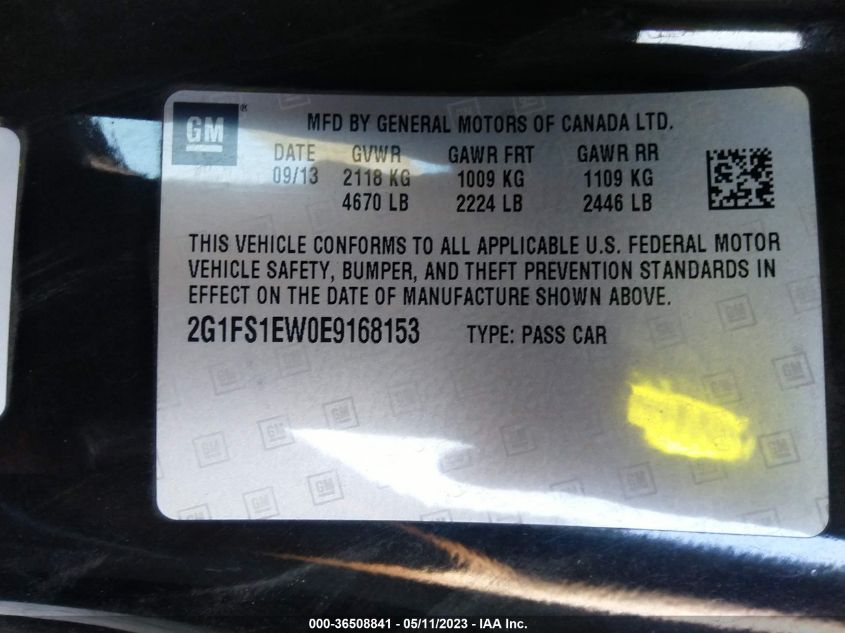 GM ®
MFD BY GENERAL MOTORS OF CANADA LTD.
DATE GVWR GAWR FRT GAWR RR
09/13 2118 KG 1009 KG 1109 KG
4670 LB 2224 LB 2446 LB
THIS VEHICLE CONFORMS TO ALL APPLICABLE U.S. FEDERAL MOTOR
VEHICLE SAFETY, BUMPER, AND THEFT PREVENTION STANDARDS IN
EFFECT ON THE DATE OF MANUFACTURE SHOWN ABOVE.
2G1FS1EW0E9168153 TYPE: PASS CAR
000-36508841 - 05/11/2023 - IAA Inc.